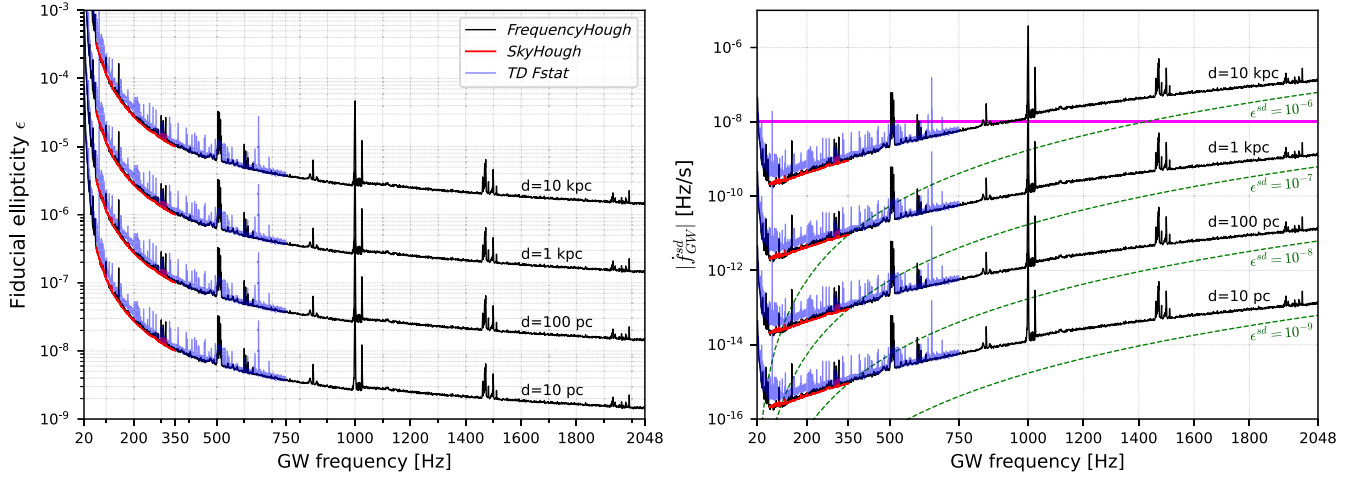 10^{-3}
10^{-4}
10^{-5}
10^{-6}
10^{-7}
10^{-8}
10^{-9}
Fiducial ellipticity ϵ
FrequencyHough
SkyHough
TD Fstat
d=10 kpc
d=1 kpc
d=100 pc
d=10 pc
20 200 350 500 750 1000 1200 1400 1600 1800 2048
GW frequency [Hz]
10^{-6}
10^{-8}
10^{-10}
10^{-12}
10^{-14}
10^{-16}
|ḟ^{sd}_{GW}| [Hz/s]
d=10 kpc
ϵ^{sd} = 10^{-6}
d=1 kpc
ϵ^{sd} = 10^{-7}
d=100 pc
ϵ^{sd} = 10^{-8}
d=10 pc
ϵ^{sd} = 10^{-9}
20 200 350 500 750 1000 1200 1400 1600 1800 2048
GW frequency [Hz]